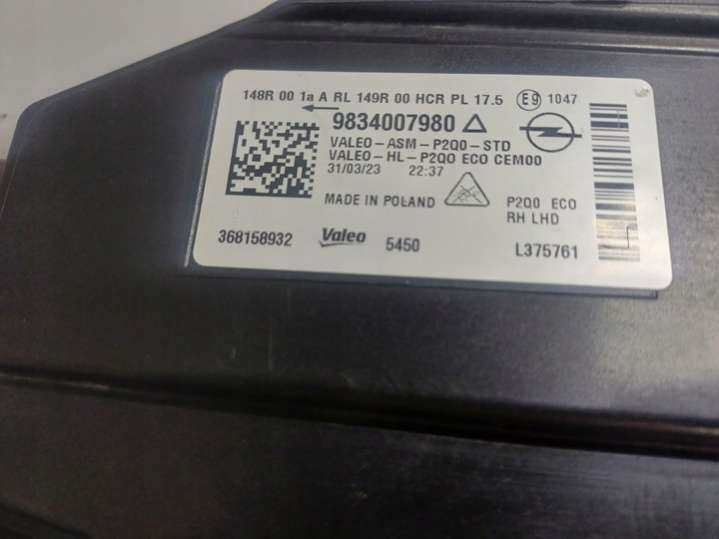 148R 00 1a A RL 149R 00 HCR PL 17.5 E9 1047
9834007980
VALEO-ASM-P2Q0-STD
VALEO-HL-P2Q0 ECO CEM00
31/03/23 22:37
MADE IN POLAND
P2Q0 ECO
RH LHD
368158932 Valeo 5450 L375761